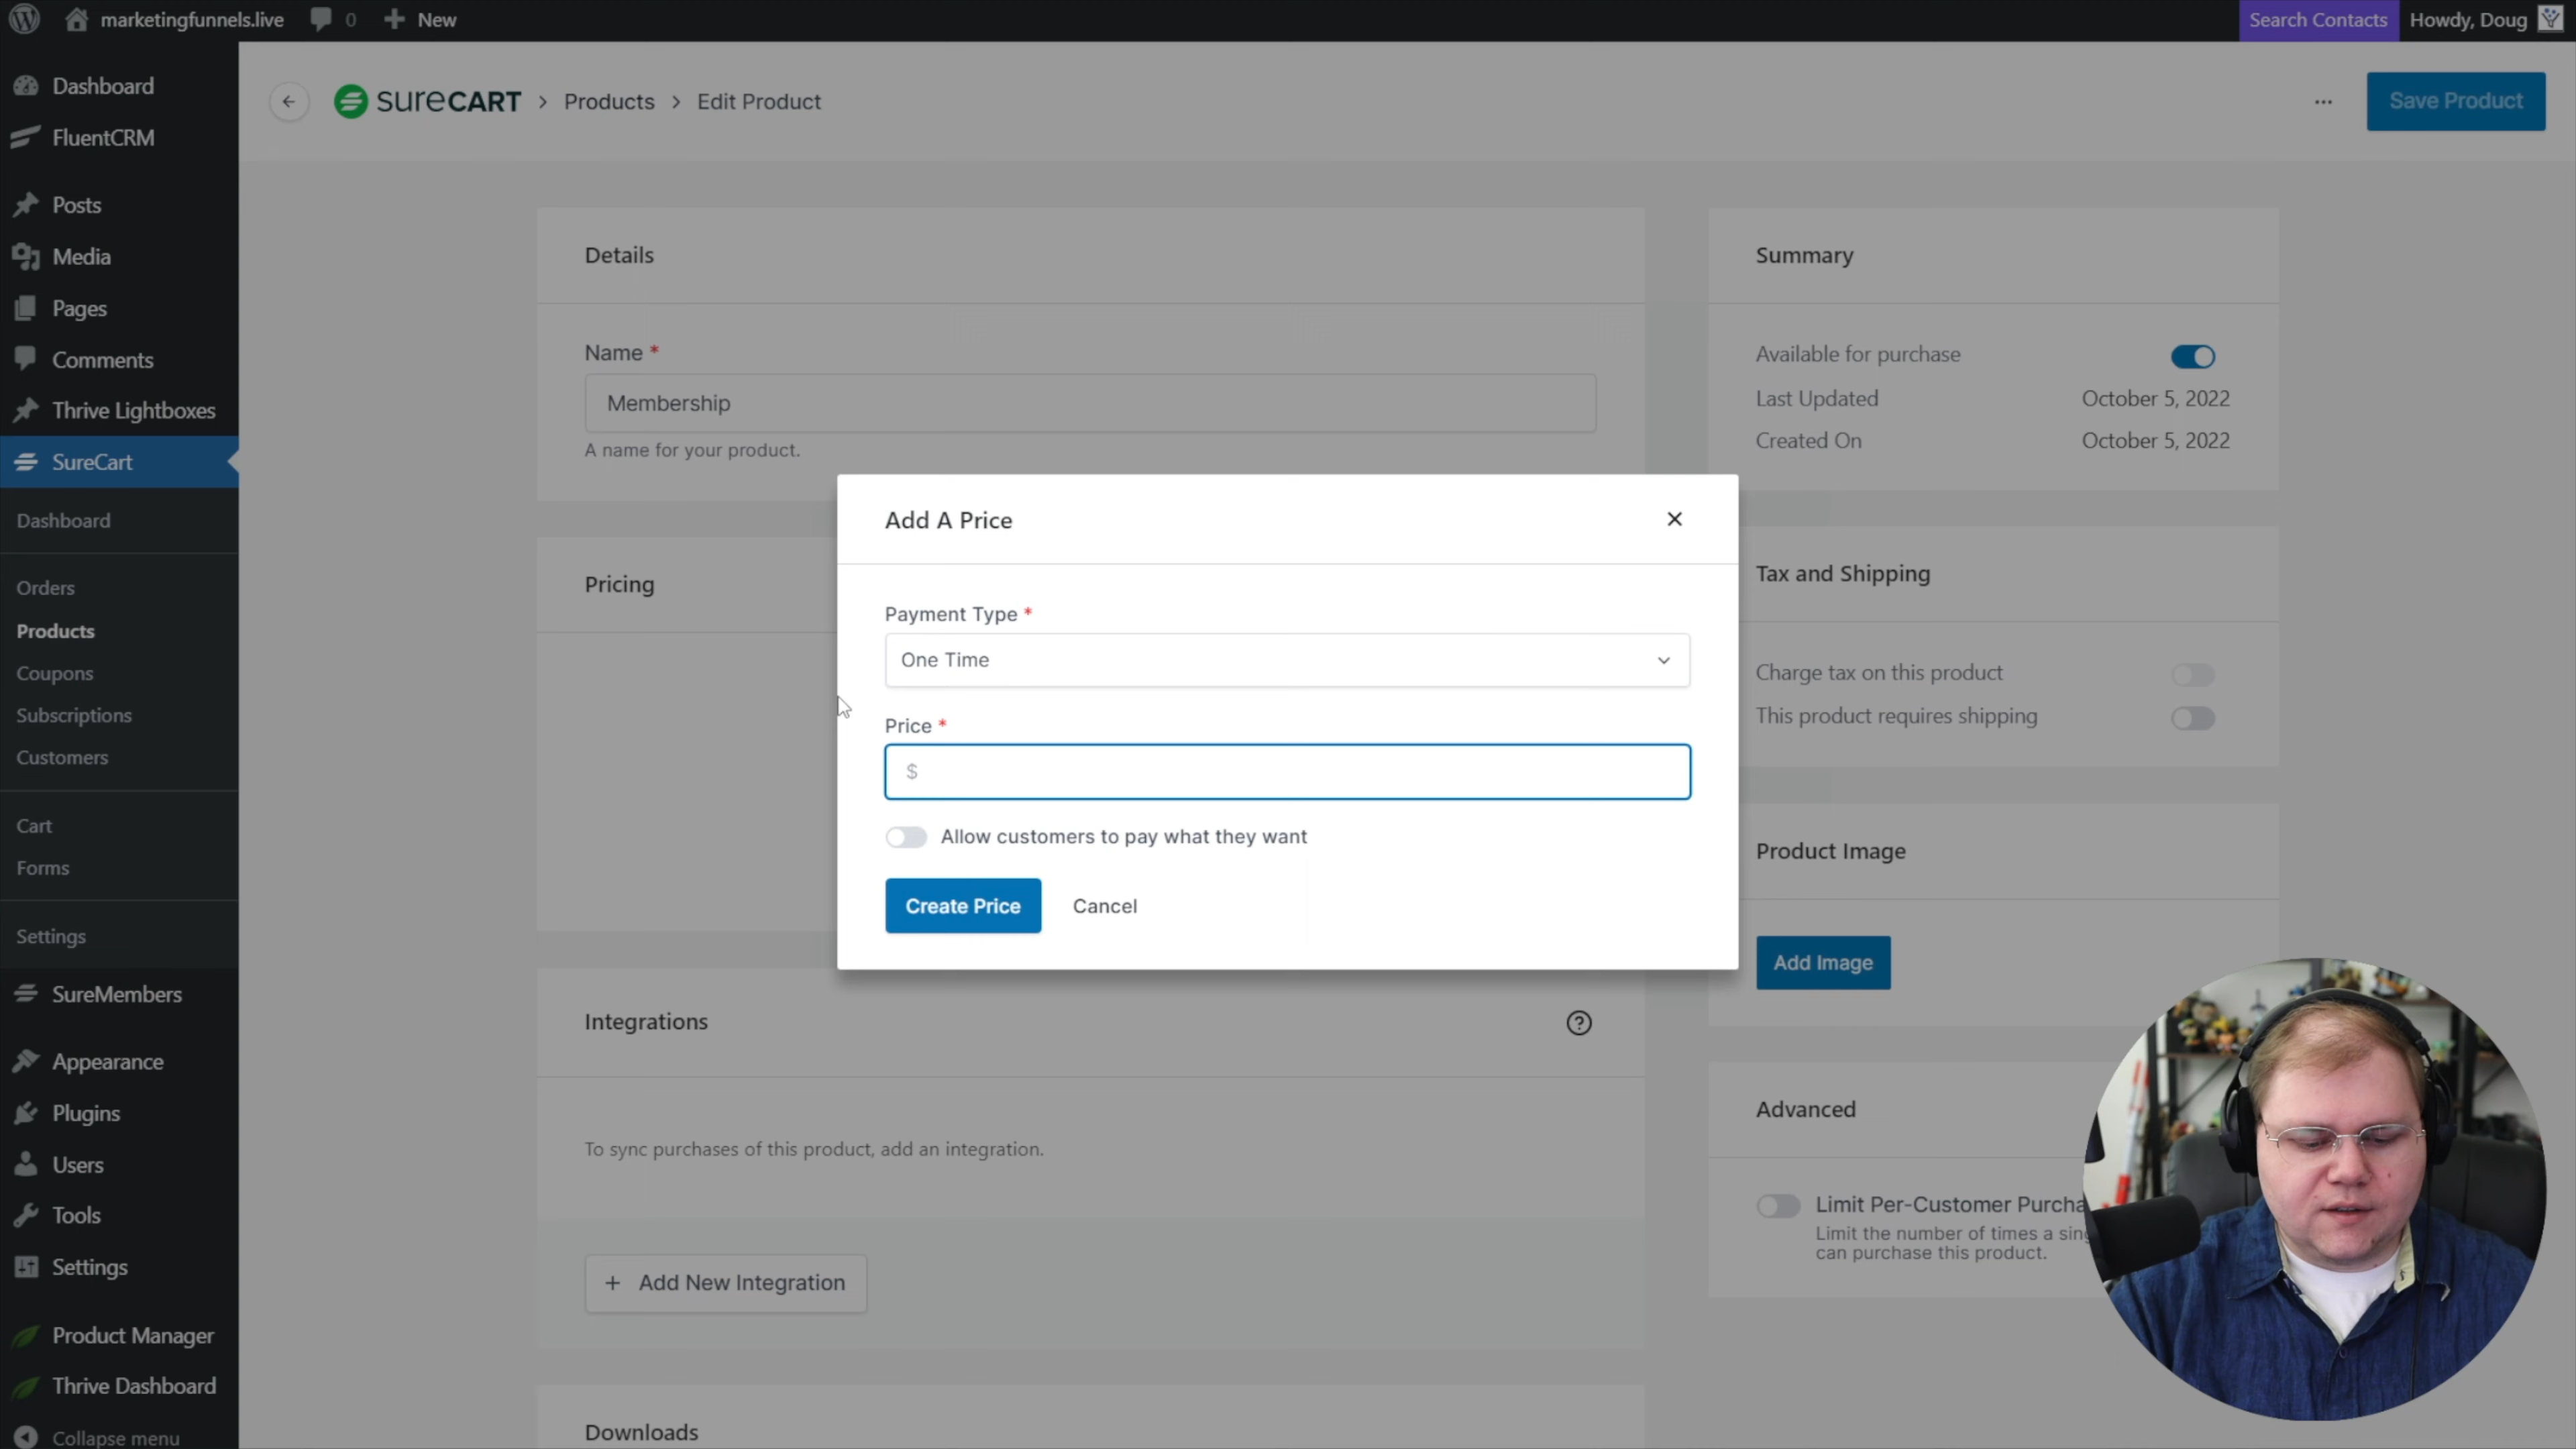 marketingfunnels.live
0
New
Search Contacts
Howdy, Doug
Dashboard
FluentCRM
Posts
Media
Pages
Comments
Thrive Lightboxes
SureCart
Dashboard
Orders
Products
Coupons
Subscriptions
Customers
Cart
Forms
Settings
SureMembers
Appearance
Plugins
Users
Tools
Settings
Product Manager
Thrive Dashboard
Collapse menu
SURECART > Products > Edit Product
...
Save Product
Details
Name *
Membership
A name for your product.
Pricing
Add A Price
Payment Type *
One Time
Price *
$
Allow customers to pay what they want
Create Price
Cancel
Integrations
To sync purchases of this product, add an integration.
+ Add New Integration
Downloads
Summary
Available for purchase
Last Updated October 5, 2022
Created On October 5, 2022
Tax and Shipping
Charge tax on this product
This product requires shipping
Product Image
Add Image
Advanced
Limit Per-Customer
Limit the number of times a
can purchase this product.